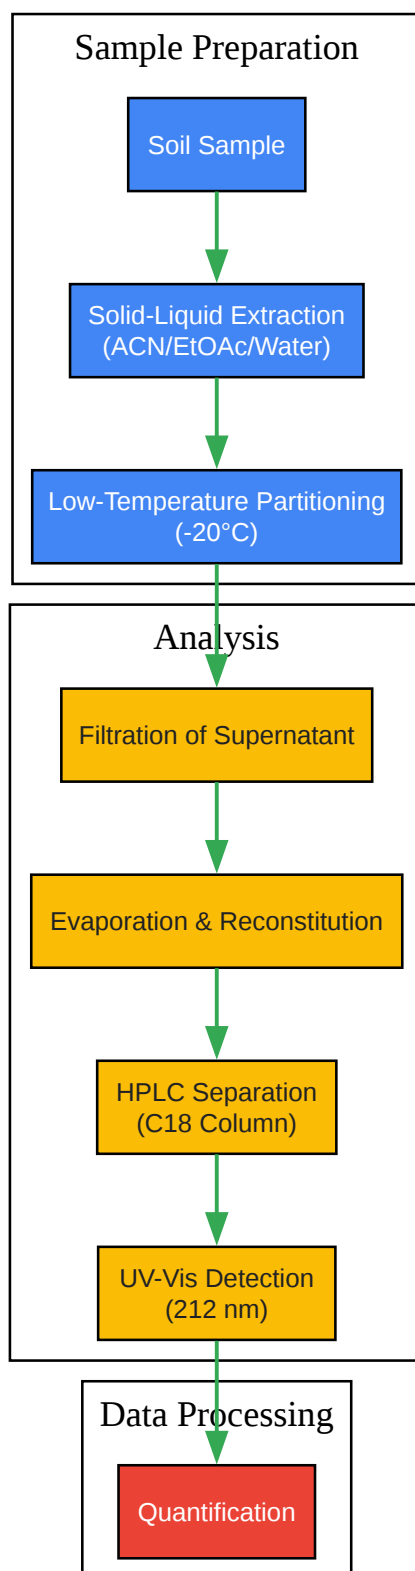 Sample Preparation
Soil Sample
Solid-Liquid Extraction
(ACN/EtOAc/Water)
Low-Temperature Partitioning
(-20°C)
Analysis
Filtration of Supernatant
Evaporation & Reconstitution
HPLC Separation
(C18 Column)
UV-Vis Detection
(212 nm)
Data Processing
Quantification